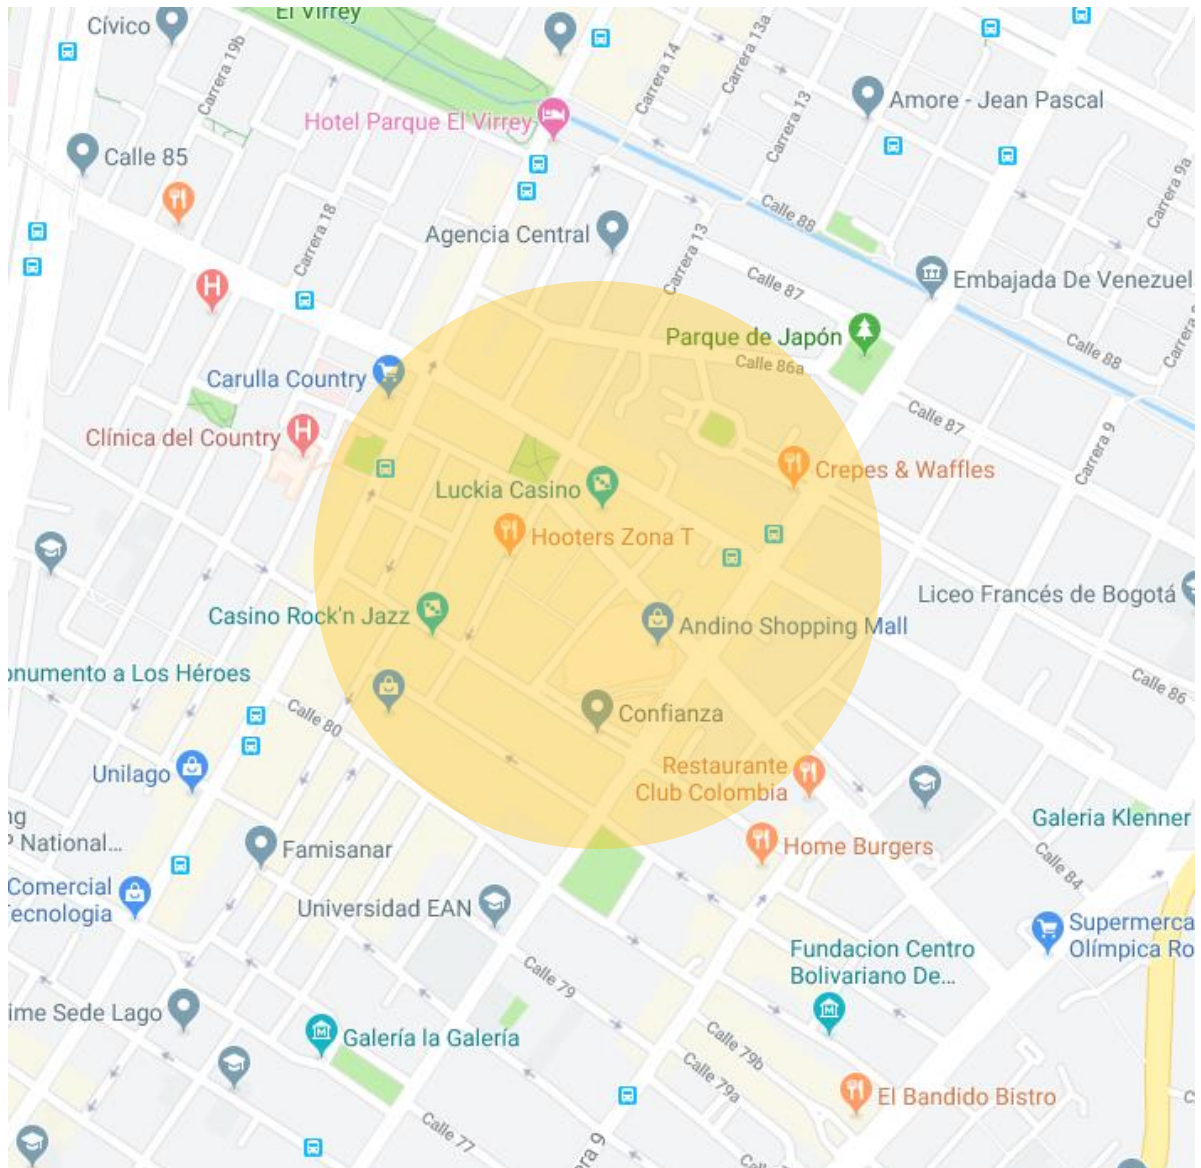 El Virrey
Cívico
Carrera 19b
Carrera 14
Carrera 13a
Amore - Jean Pascal
Hotel Parque El Virrey
Carrera 13
Calle 85
Carrera 9a
Carrera 18
Calle 88
Agencia Central
Carrera 13
Calle 87
Embajada De Venezuel
Parque de Japón
Calle 86a
Calle 88
Carrera 9
Carulla Country
Calle 87
Clínica del Country
Carrera 9
Crepes & Waffles
Luckia Casino
Hooters Zona T
Liceo Francés de Bogotá
Casino Rock'n Jazz
Andino Shopping Mall
onumento a Los Héroes
Calle 86
Calle 80
Confianza
Unilago
Restaurante
Club Colombia
ng
P National...
Galeria Klenner
Famisanar
Home Burgers
Calle 84
Comercial
Tecnologia
Universidad EAN
Supermerca
Olímpica Ro
Fundacion Centro
Bolivariano De...
Calle 79
ime Sede Lago
Galería la Galería
Calle 79b
Calle 79a
El Bandido Bistro
Calle 77
era 9